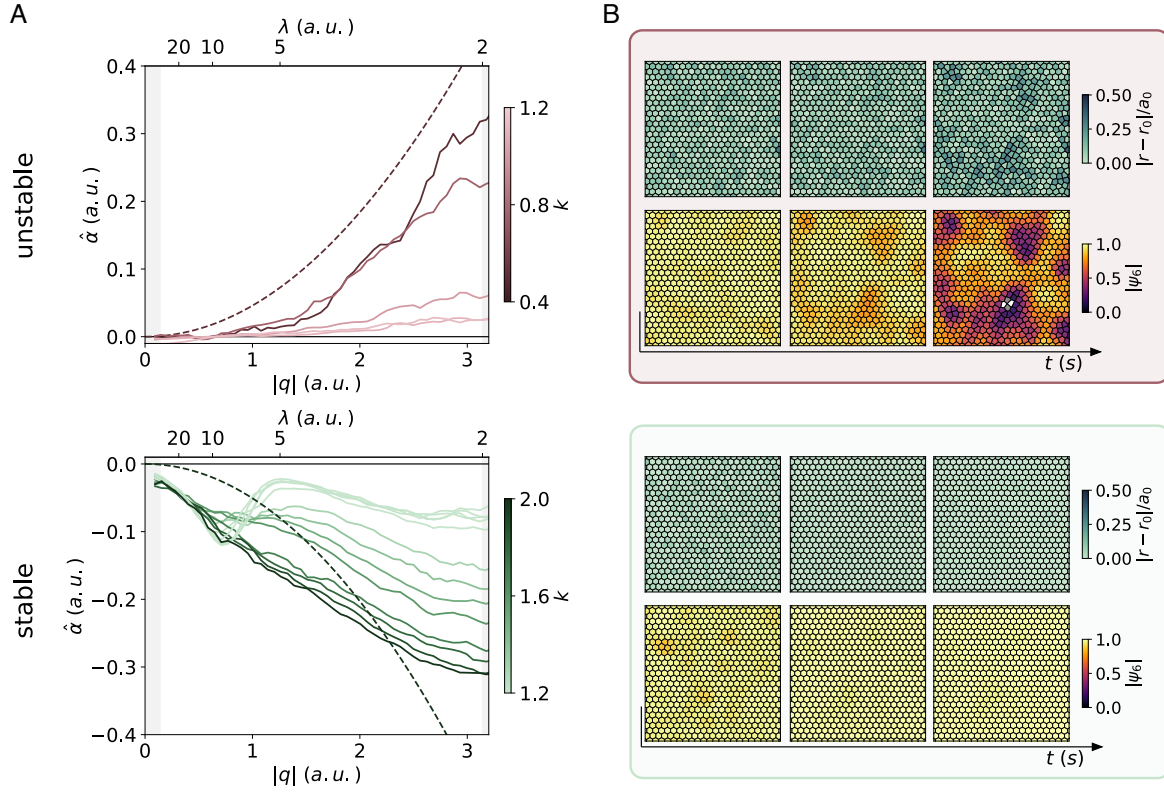 A
λ (a.u.)
20 10 5 2
0.4
0.3
0.2
0.1
0.0
α̂ (a.u.)
unstable
0 1 2 3
|q| (a.u.)
1.2
0.8
0.4
k
λ (a.u.)
20 10 5 2
0.0
−0.1
−0.2
−0.3
−0.4
α̂ (a.u.)
stable
0 1 2 3
|q| (a.u.)
2.0
1.6
1.2
k
B
0.50
0.25
0.00
|r − r₀|/a₀
1.0
0.5
0.0
|ψ₆|
t (s)
0.50
0.25
0.00
|r − r₀|/a₀
1.0
0.5
0.0
|ψ₆|
t (s)